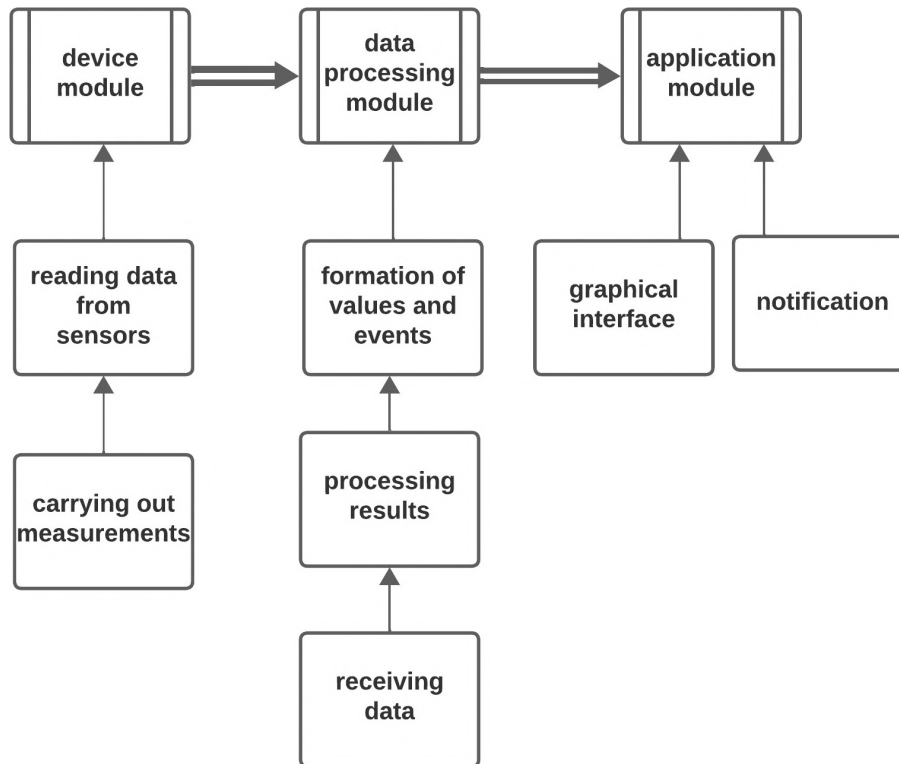 device
module
data
processing
module
application
module
reading data
from
sensors
formation of
values and
events
graphical
interface
notification
carrying out
measurements
processing
results
receiving
data